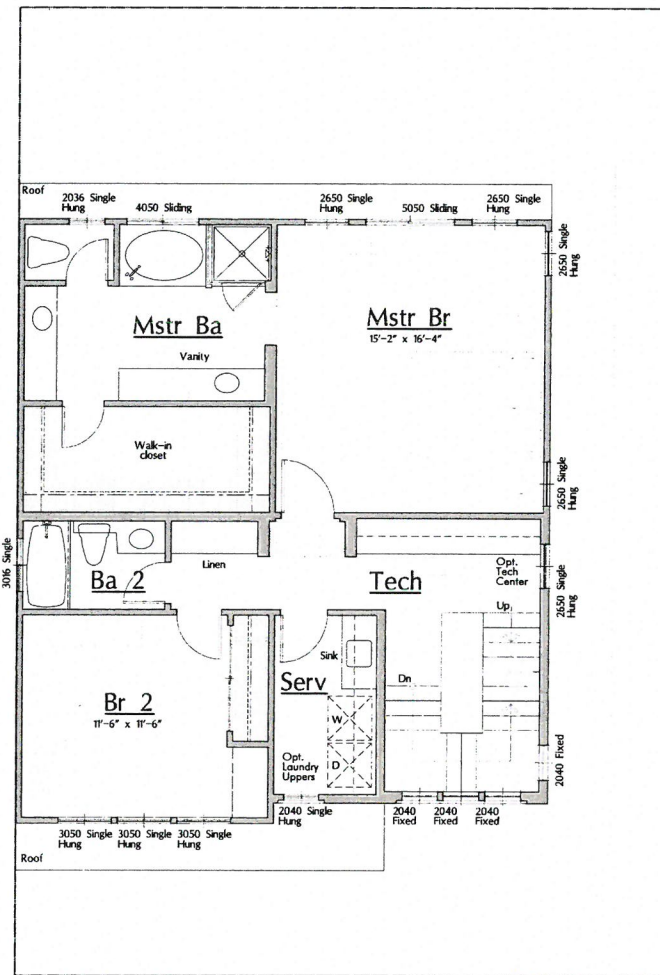 Roof
2036 Single
Hung
4050 Sliding
2650 Single
Hung
5050 Sliding
2650 Single
Hung
2650 Single
Hung
Mstr Ba
Mstr Br
15'-2" x 16'-4"
Vanity
Walk-in
closet
2650 Single
Hung
3016 Single
Ba 2
Linen
Tech
Opt.
Tech
Center
2650 Single
Hung
Up
Sink
Dn
Serv
Br 2
11'-6" x 11'-6"
W
D
Opt.
Laundry
Uppers
2040 Fixed
3050 Single
Hung
3050 Single
Hung
3050 Single
Hung
2040 Single
Hung
2040
Fixed
2040
Fixed
2040
Fixed
Roof